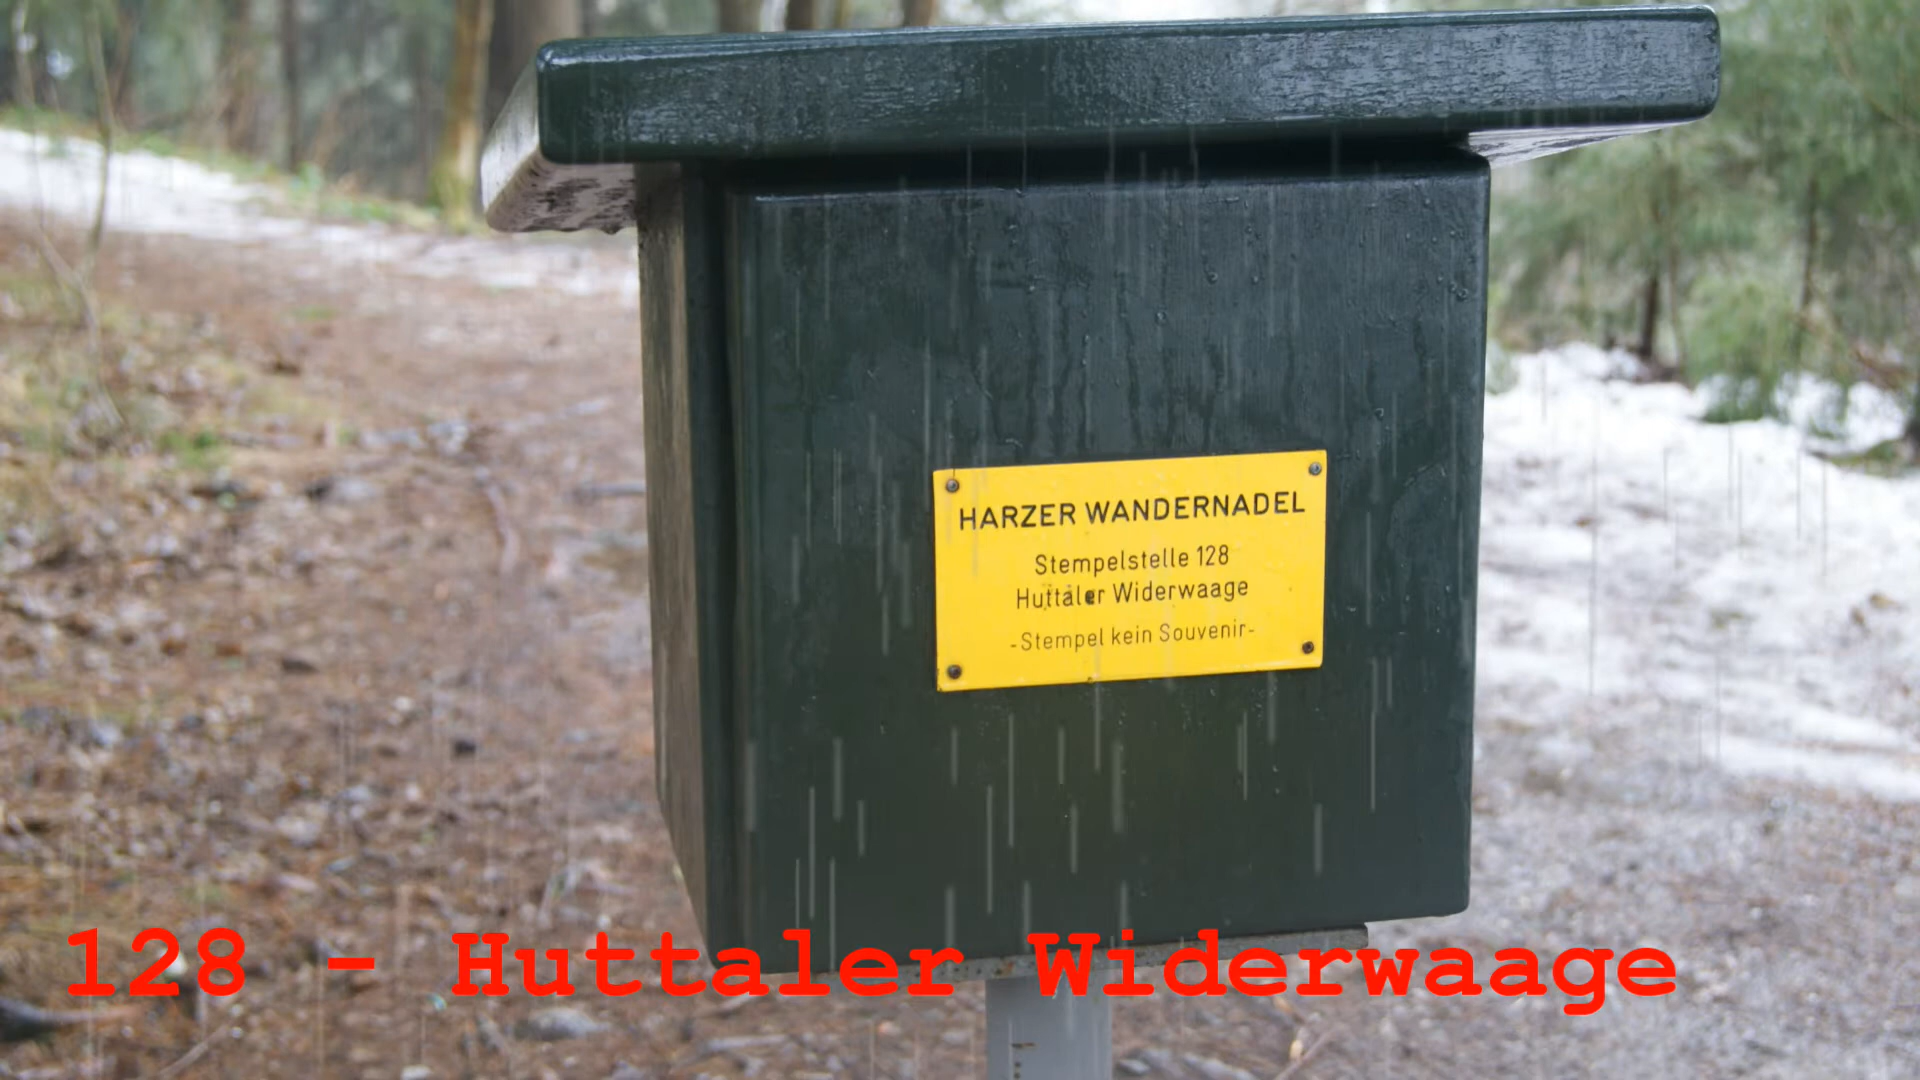 HARZER WANDERNADEL
Stempelstelle 128
Huttaler Widerwaage
-Stempel kein Souvenir-
128 - Huttaler Widerwaage